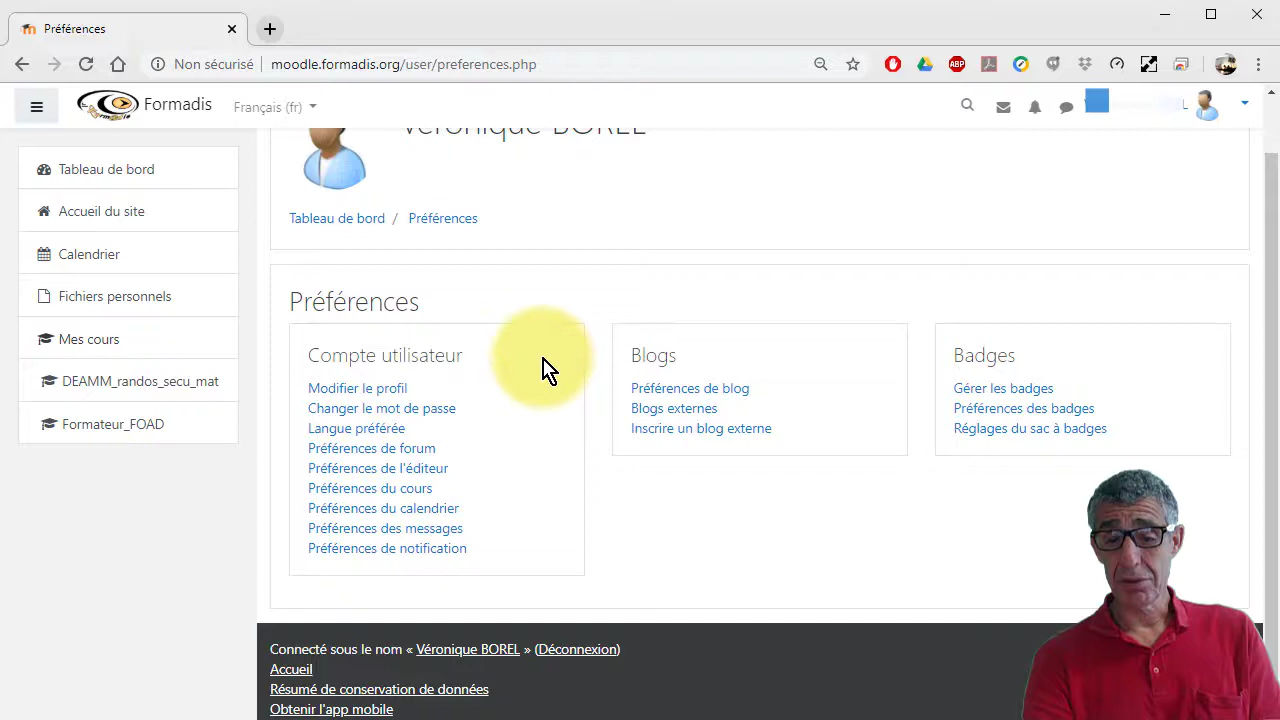 Préférences
Non sécurisé
moodle.formadis.org/user/preferences.php
ABP
Formadis
Français (fr)
L
Véronique BOREL
Tableau de bord
Accueil du site
Calendrier
Fichiers personnels
Mes cours
DEAMM_randos_secu_mat
Formateur_FOAD
Tableau de bord / Préférences
Préférences
Compte utilisateur
Modifier le profil
Changer le mot de passe
Langue préférée
Préférences de forum
Préférences de l'éditeur
Préférences du cours
Préférences du calendrier
Préférences des messages
Préférences de notification
Blogs
Préférences de blog
Blogs externes
Inscrire un blog externe
Badges
Gérer les badges
Préférences des badges
Réglages du sac à badges
Connecté sous le nom « Véronique BOREL » (Déconnexion)
Accueil
Résumé de conservation de données
Obtenir l'app mobile